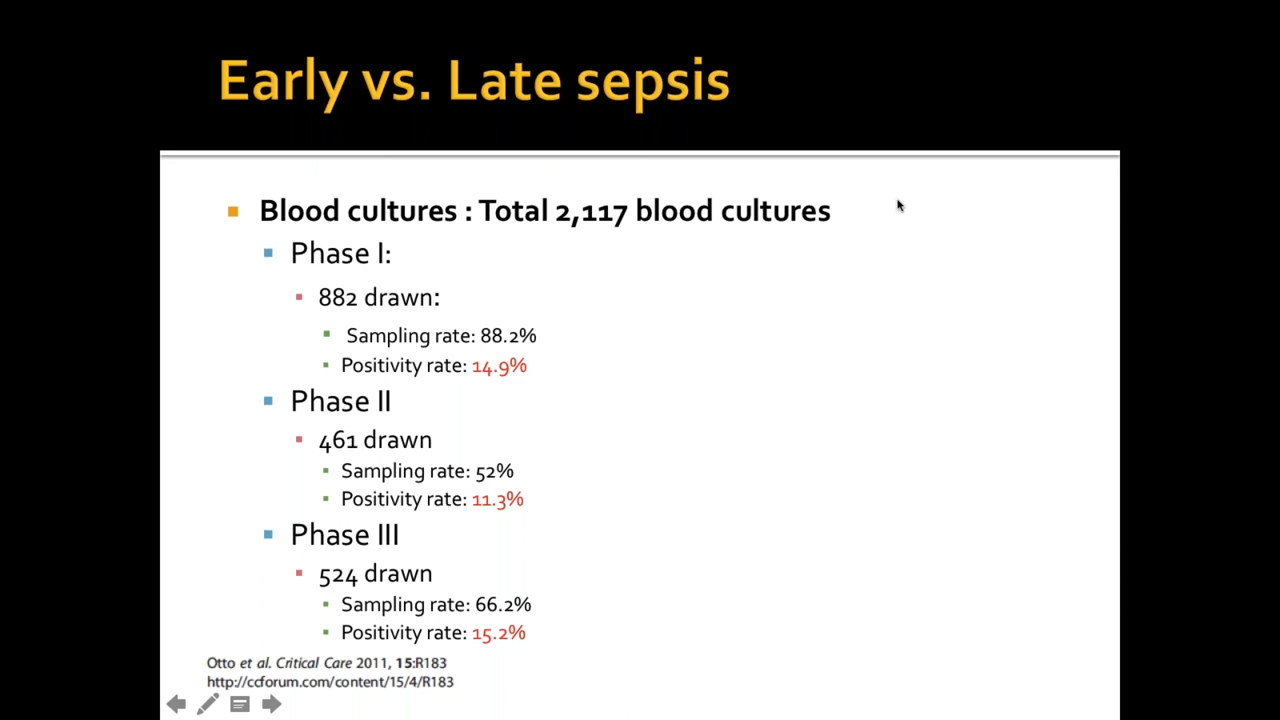 Early vs. Late sepsis
Blood cultures : Total 2,117 blood cultures
Phase I:
882 drawn:
Sampling rate: 88.2%
Positivity rate: 14.9%
Phase II
461 drawn
Sampling rate: 52%
Positivity rate: 11.3%
Phase III
524 drawn
Sampling rate: 66.2%
Positivity rate: 15.2%
Otto et al. Critical Care 2011, 15:R183
http://ccforum.com/content/15/4/R183